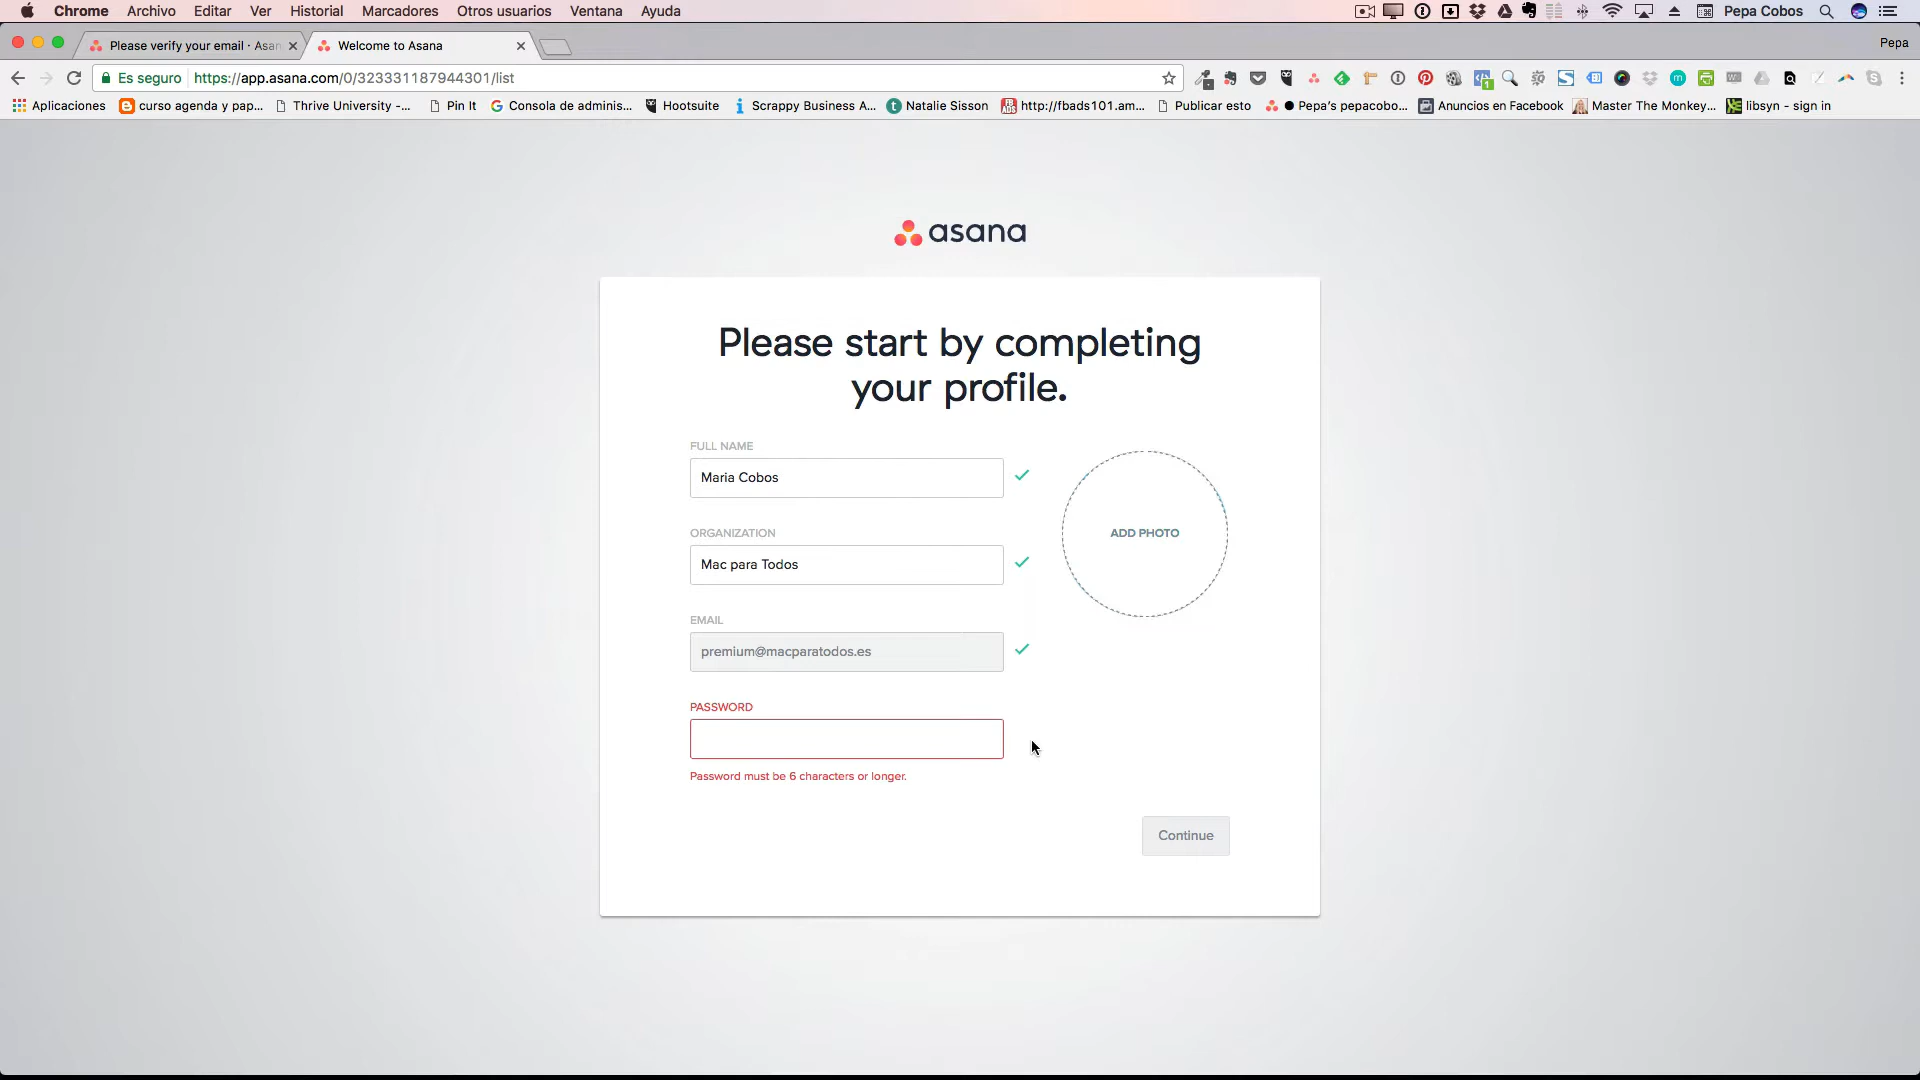 Chrome Archivo Editar Ver Historial Marcadores Otros usuarios Ventana Ayuda Pepa Cobos
Please verify your email · Asan Welcome to Asana Pepa
Es seguro https://app.asana.com/0/323331187944301/list
Aplicaciones curso agenda y pap... Thrive University -... Pin It Consola de adminis... Hootsuite Scrappy Business A... Natalie Sisson http://fbads101.am... Publicar esto Pepa's pepacobo... Anuncios en Facebook Master The Monkey... libsyn - sign in
asana
Please start by completing
your profile.
FULL NAME
Maria Cobos
ADD PHOTO
ORGANIZATION
Mac para Todos
EMAIL
premium@macparatodos.es
PASSWORD
Password must be 6 characters or longer.
Continue